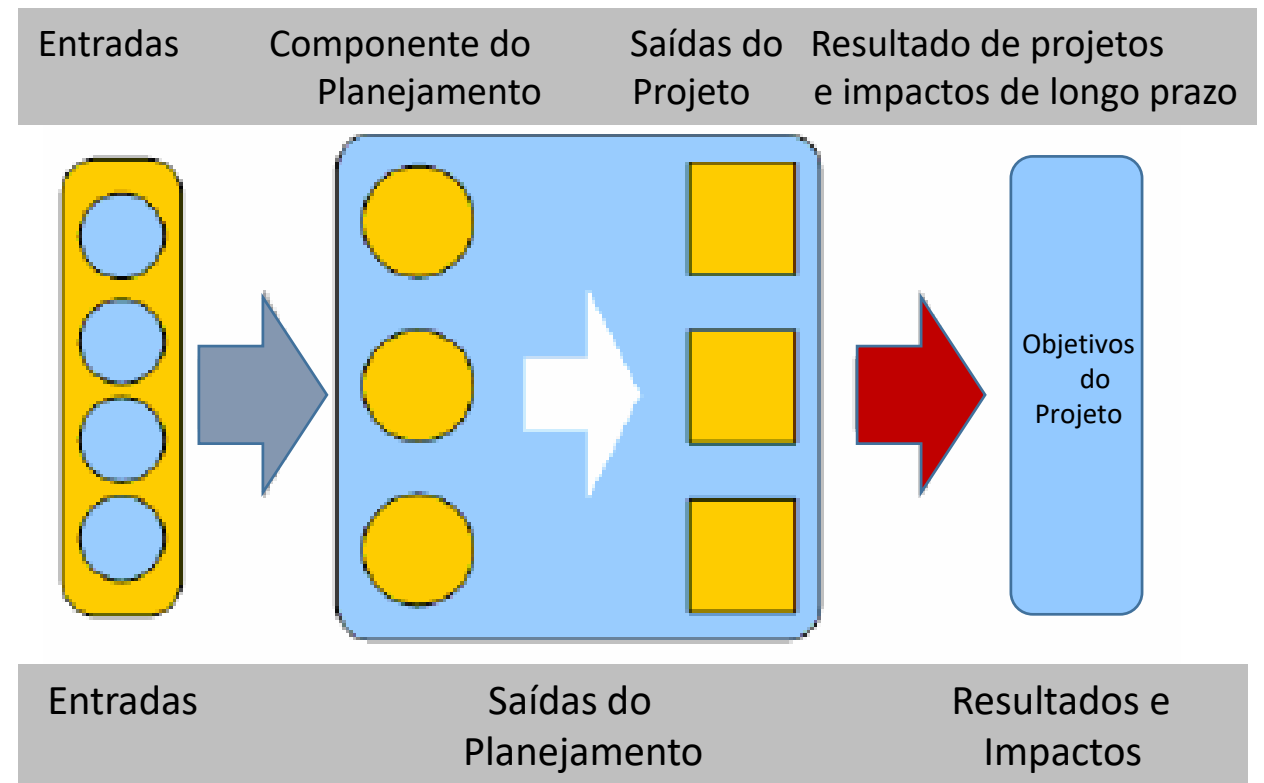 Entradas Componente do Saídas do Resultado de projetos
Planejamento Projeto e impactos de longo prazo
Objetivos
do
Projeto
Entradas Saídas do Resultados e
Planejamento Impactos